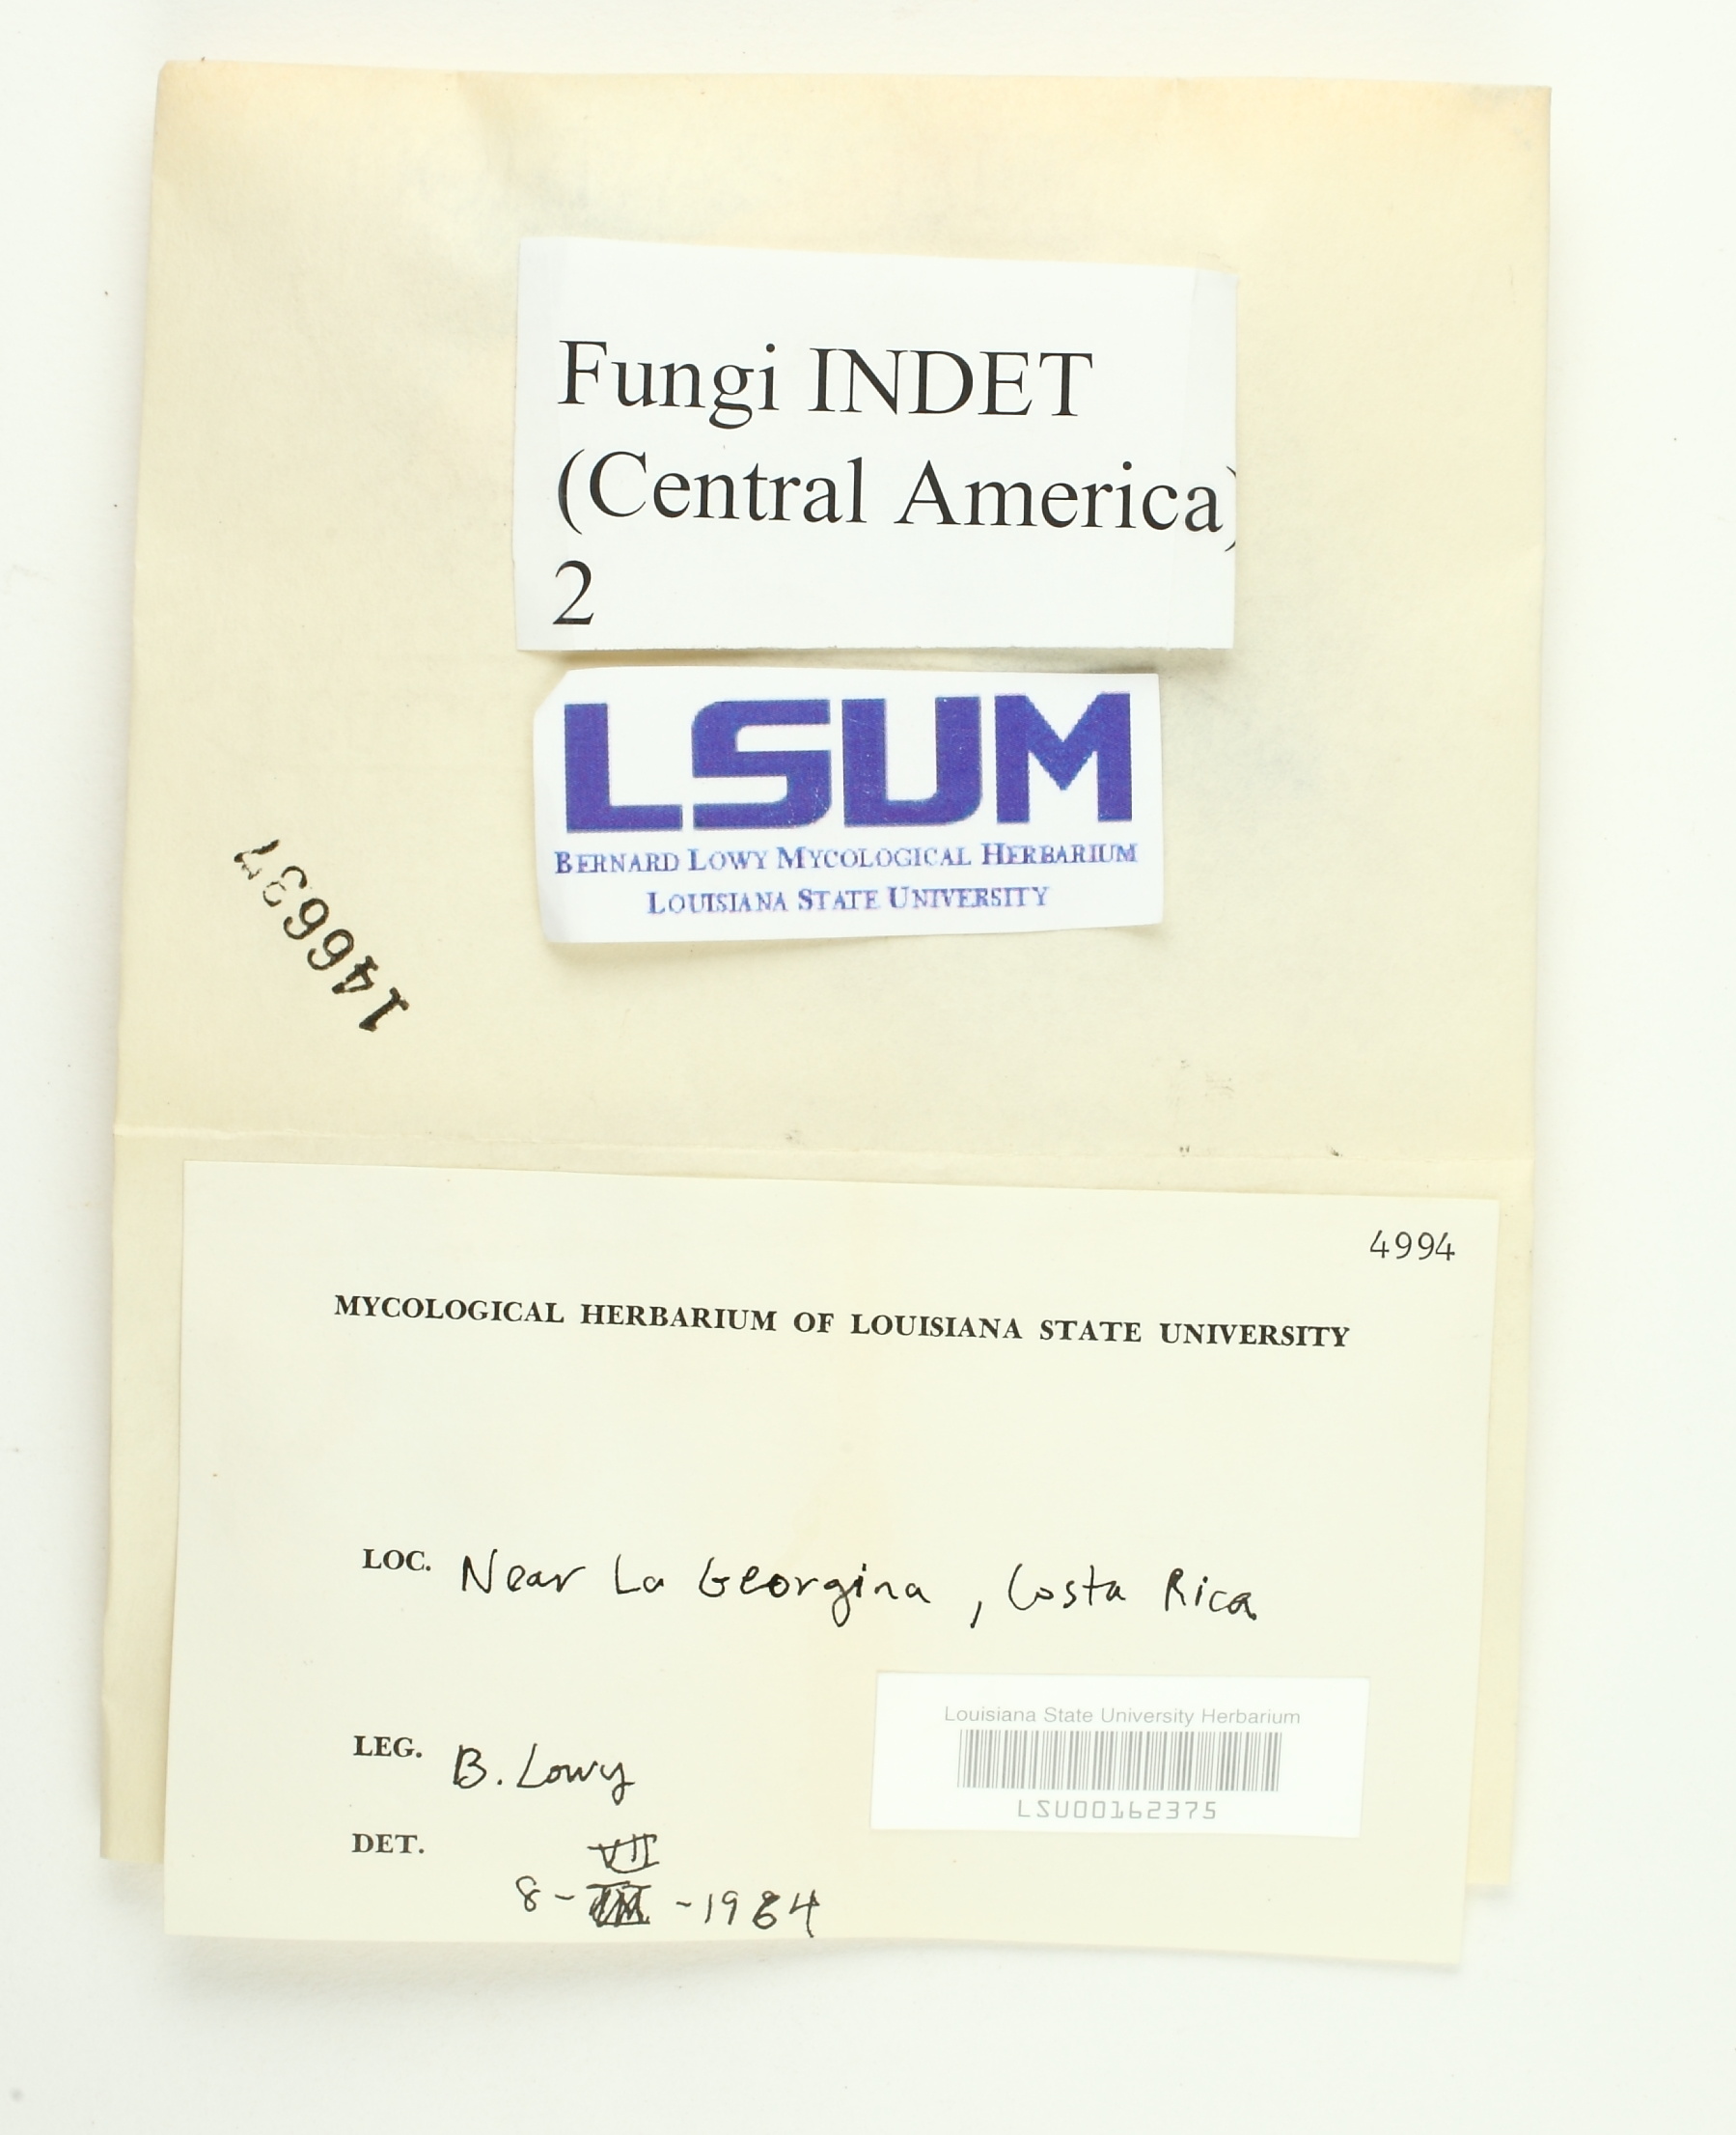 Fungi INDET
(Central America)
2
LSUM
BERNARD LOWY MYCOLOGICAL HERBARIUM
LOUISIANA STATE UNIVERSITY
146637
4994
MYCOLOGICAL HERBARIUM OF LOUISIANA STATE UNIVERSITY
LOC. Near La Georgina, Costa Rica
Louisiana State University Herbarium
LSU00162375
LEG. B. Lowy
DET.
VII
8- -1984